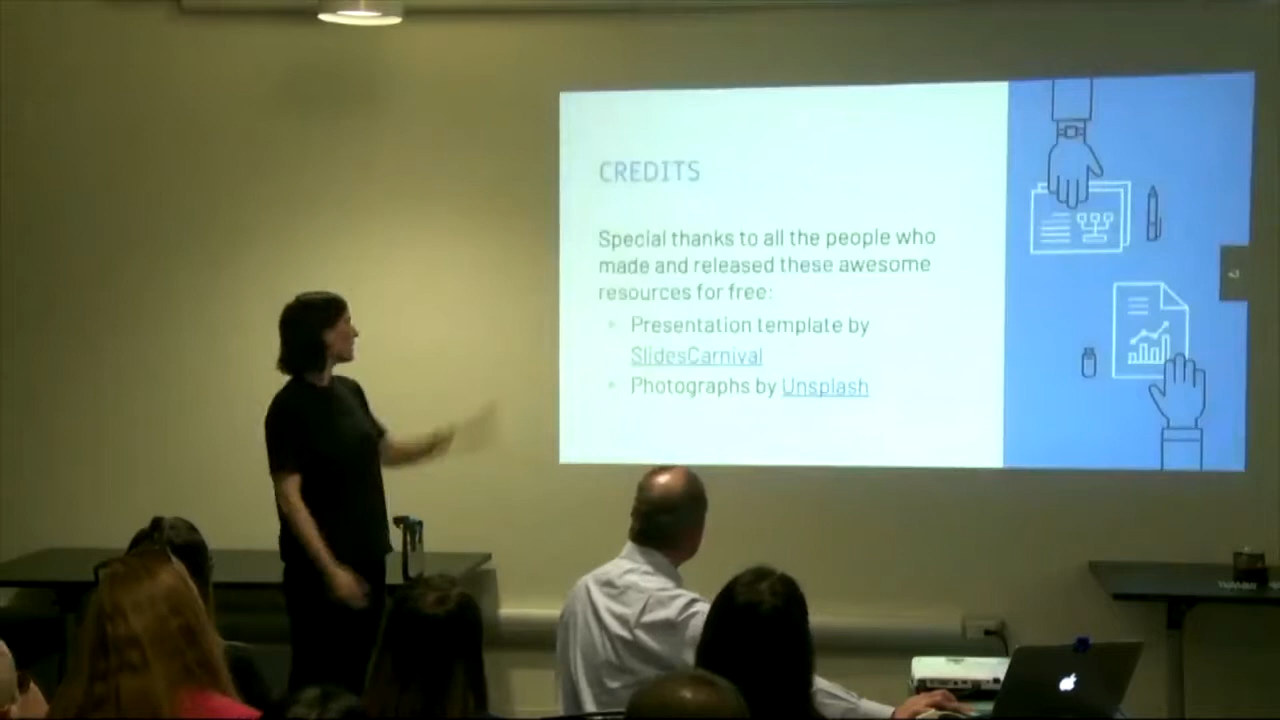 CREDITS
Special thanks to all the people who
made and released these awesome
resources for free:
Presentation template by
SlidesCarnival
Photographs by Unsplash